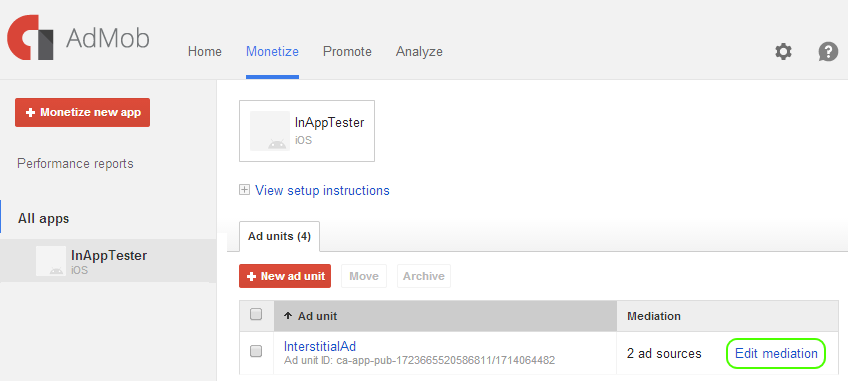 AdMob
Home Monetize Promote Analyze
+ Monetize new app
Performance reports
All apps
InAppTester
iOS
InAppTester
iOS
View setup instructions
Ad units (4)
+ New ad unit Move Archive
Ad unit Mediation
InterstitialAd
Ad unit ID: ca-app-pub-1723665520586811/1714064482
2 ad sources Edit mediation